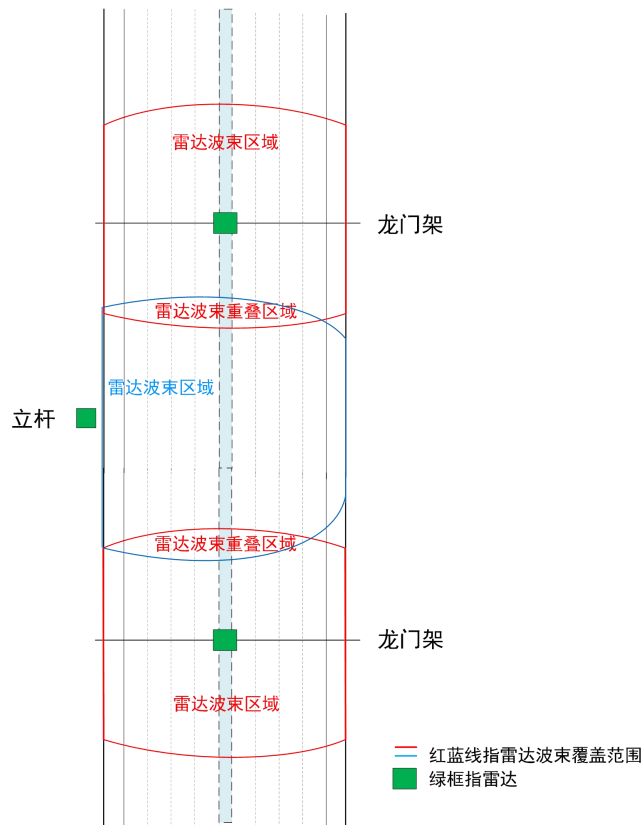 雷达波束区域
龙门架
雷达波束重叠区域
雷达波束区域
立杆
雷达波束重叠区域
龙门架
雷达波束区域
红蓝线指雷达波束覆盖范围
绿框指雷达